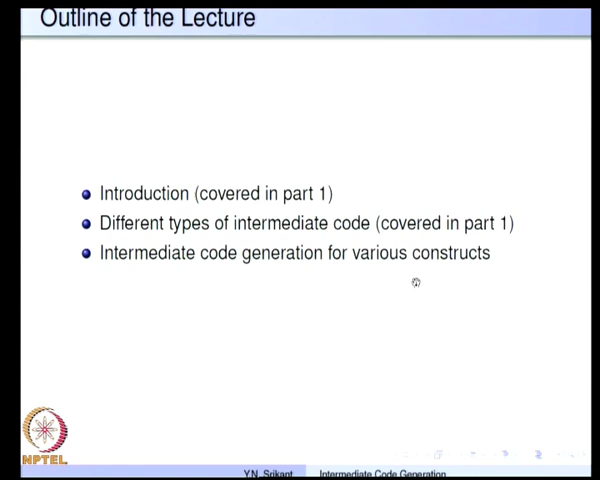 Outline of the Lecture
Introduction (covered in part 1)
Different types of intermediate code (covered in part 1)
Intermediate code generation for various constructs
NPTEL
Y.N. Srikant Intermediate Code Generation